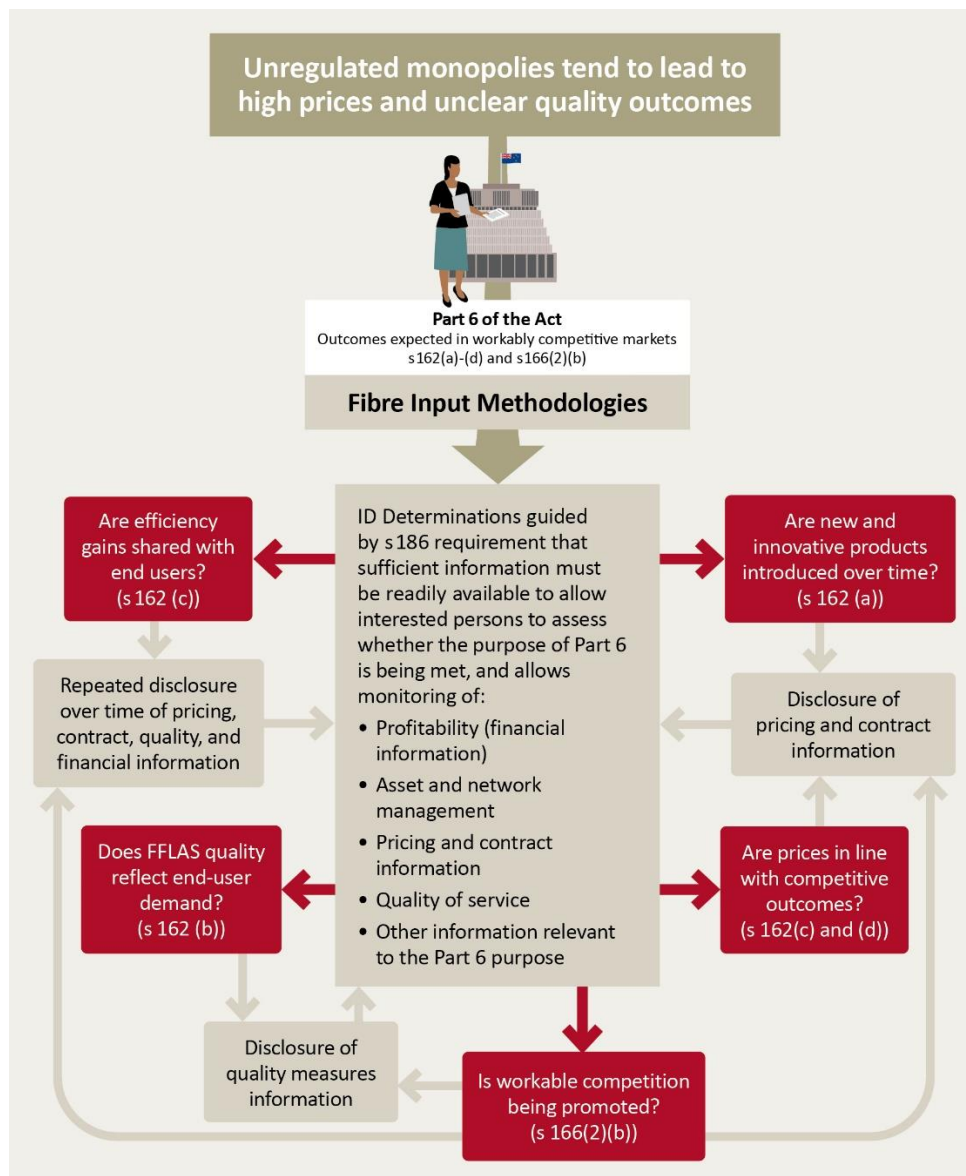 Unregulated monopolies tend to lead to
high prices and unclear quality outcomes
Part 6 of the Act
Outcomes expected in workably competitive markets
s162(a)-(d) and s166(2)(b)
Fibre Input Methodologies
Are efficiency
gains shared with
end users?
(s 162 (c))
ID Determinations guided
by s186 requirement that
sufficient information must
be readily available to allow
interested persons to assess
whether the purpose of Part 6
is being met, and allows
monitoring of:
• Profitability (financial
information)
• Asset and network
management
• Pricing and contract
information
• Quality of service
• Other information relevant
to the Part 6 purpose
Are new and
innovative products
introduced over time?
(s 162 (a))
Repeated disclosure
over time of pricing,
contract, quality, and
financial information
Disclosure of
pricing and contract
information
Does FFLAS quality
reflect end-user
demand?
(s 162 (b))
Are prices in line
with competitive
outcomes?
(s 162(c) and (d))
Disclosure of
quality measures
information
Is workable competition
being promoted?
(s 166(2)(b))